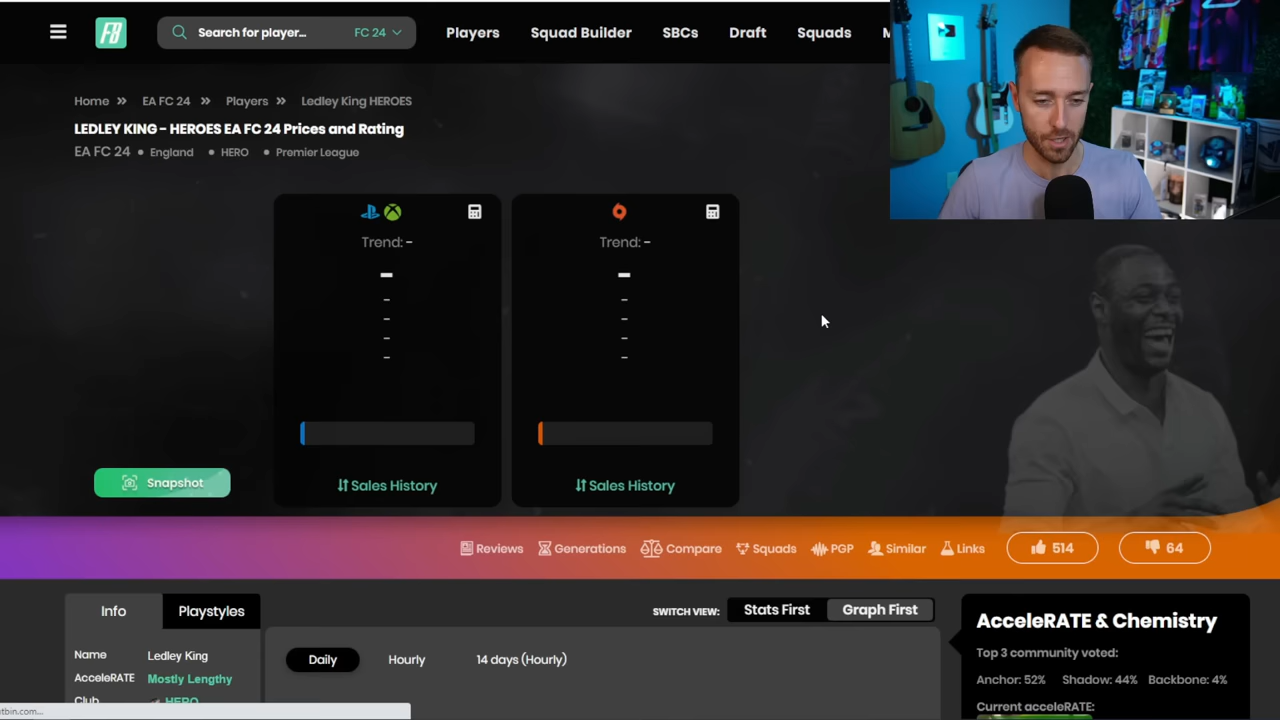 FB Search for player... FC 24 Players Squad Builder SBCs Draft Squads
Home » EA FC 24 » Players » Ledley King HEROES
LEDLEY KING - HEROES EA FC 24 Prices and Rating
EA FC 24 • England • HERO • Premier League
Trend: -
-
-
-
-
-
Sales History
Trend: -
-
-
-
-
-
Sales History
Snapshot
Reviews Generations Compare Squads PGP Similar Links 514 64
Info Playstyles
Name Ledley King
AcceleRATE Mostly Lengthy
Club HERO
SWITCH VIEW: Stats First Graph First
Daily Hourly 14 days (Hourly)
AcceleRATE & Chemistry
Top 3 community voted:
Anchor: 52% Shadow: 44% Backbone: 4%
Current acceleRATE:
tbin.com...